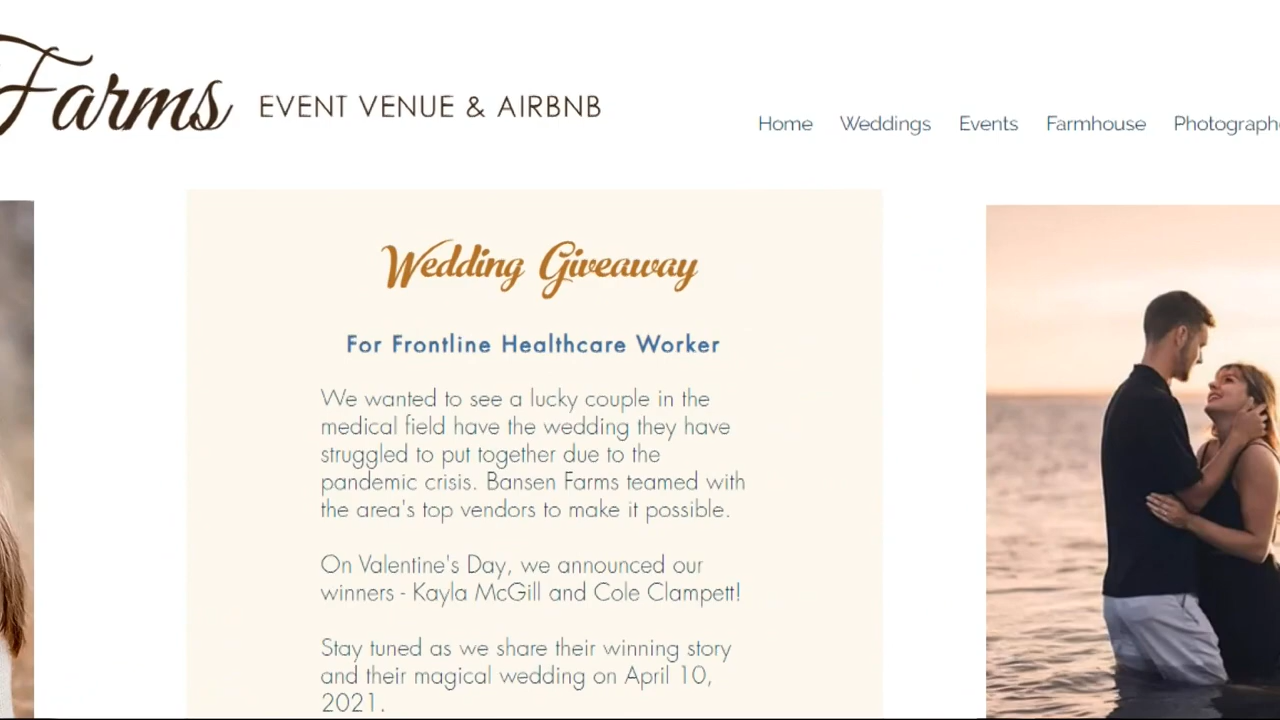 Farms
EVENT VENUE & AIRBNB
Home Weddings Events Farmhouse Photograph
Wedding Giveaway
For Frontline Healthcare Worker
We wanted to see a lucky couple in the
medical field have the wedding they have
struggled to put together due to the
pandemic crisis. Bansen Farms teamed with
the area's top vendors to make it possible.
On Valentine's Day, we announced our
winners - Kayla McGill and Cole Clampett!
Stay tuned as we share their winning story
and their magical wedding on April 10,
2021.